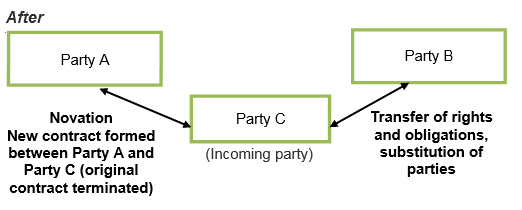 After
Party A
Party B
Novation
New contract formed
between Party A and
Party C (original
contract terminated)
Party C
(Incoming party)
Transfer of rights
and obligations,
substitution of
parties